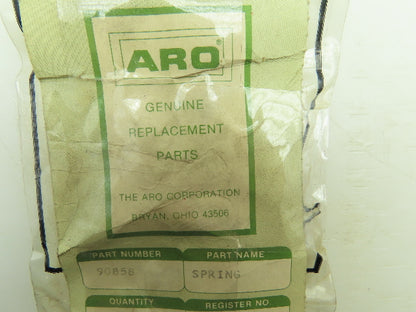 ARO
GENUINE
REPLACEMENT
PARTS
THE ARO CORPORATION
BRYAN, OHIO 43506
PART NUMBER PART NAME
90858 SPRING
QUANTITY REGISTER NO.